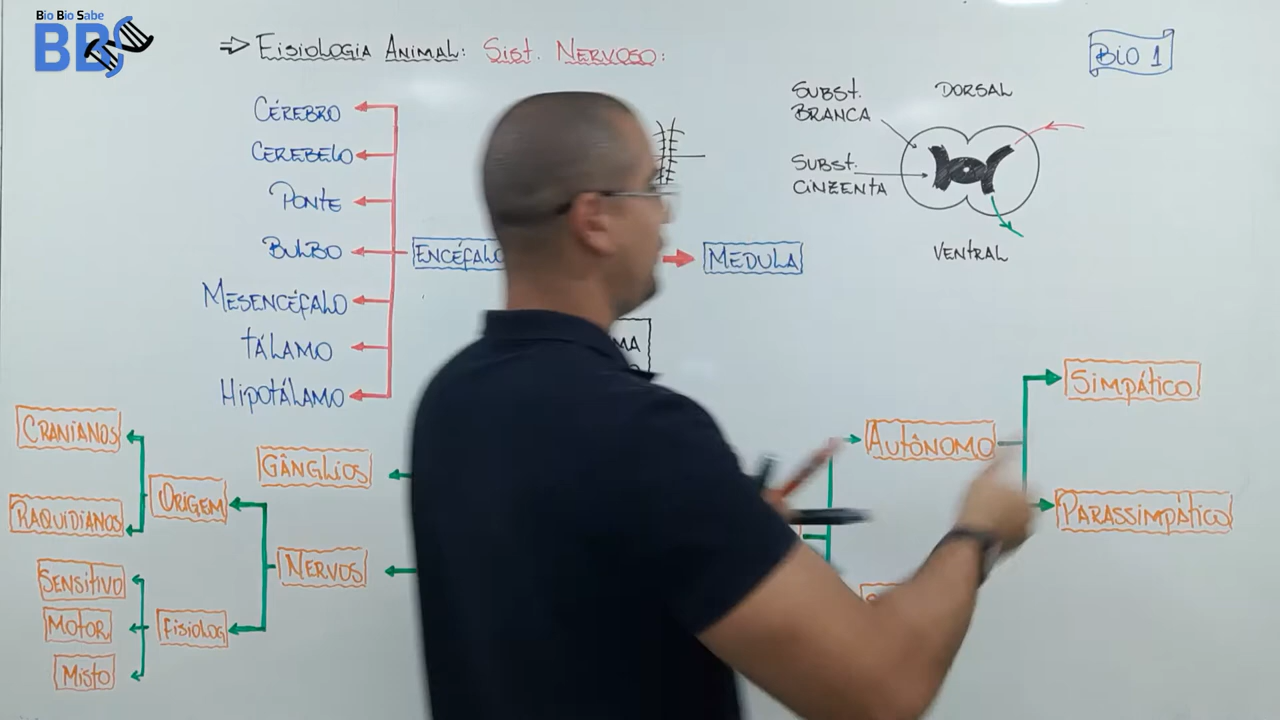 Bio Bio Sabe
BBS
⇒ Fisiologia Animal: Sist. Nervoso:
BIO 1
Cérebro
Cerebelo
Ponte
Bulbo
Mesencéfalo
Tálamo
Hipotálamo
Encéfalo
Medula
Subst.
Branca
Subst.
Cinzenta
Dorsal
Ventral
Cranianos
Raquidianos
Origem
Sensitivo
Motor
Misto
Fisiolog
Gânglios
Nervos
Autônomo
Simpático
Parassimpático